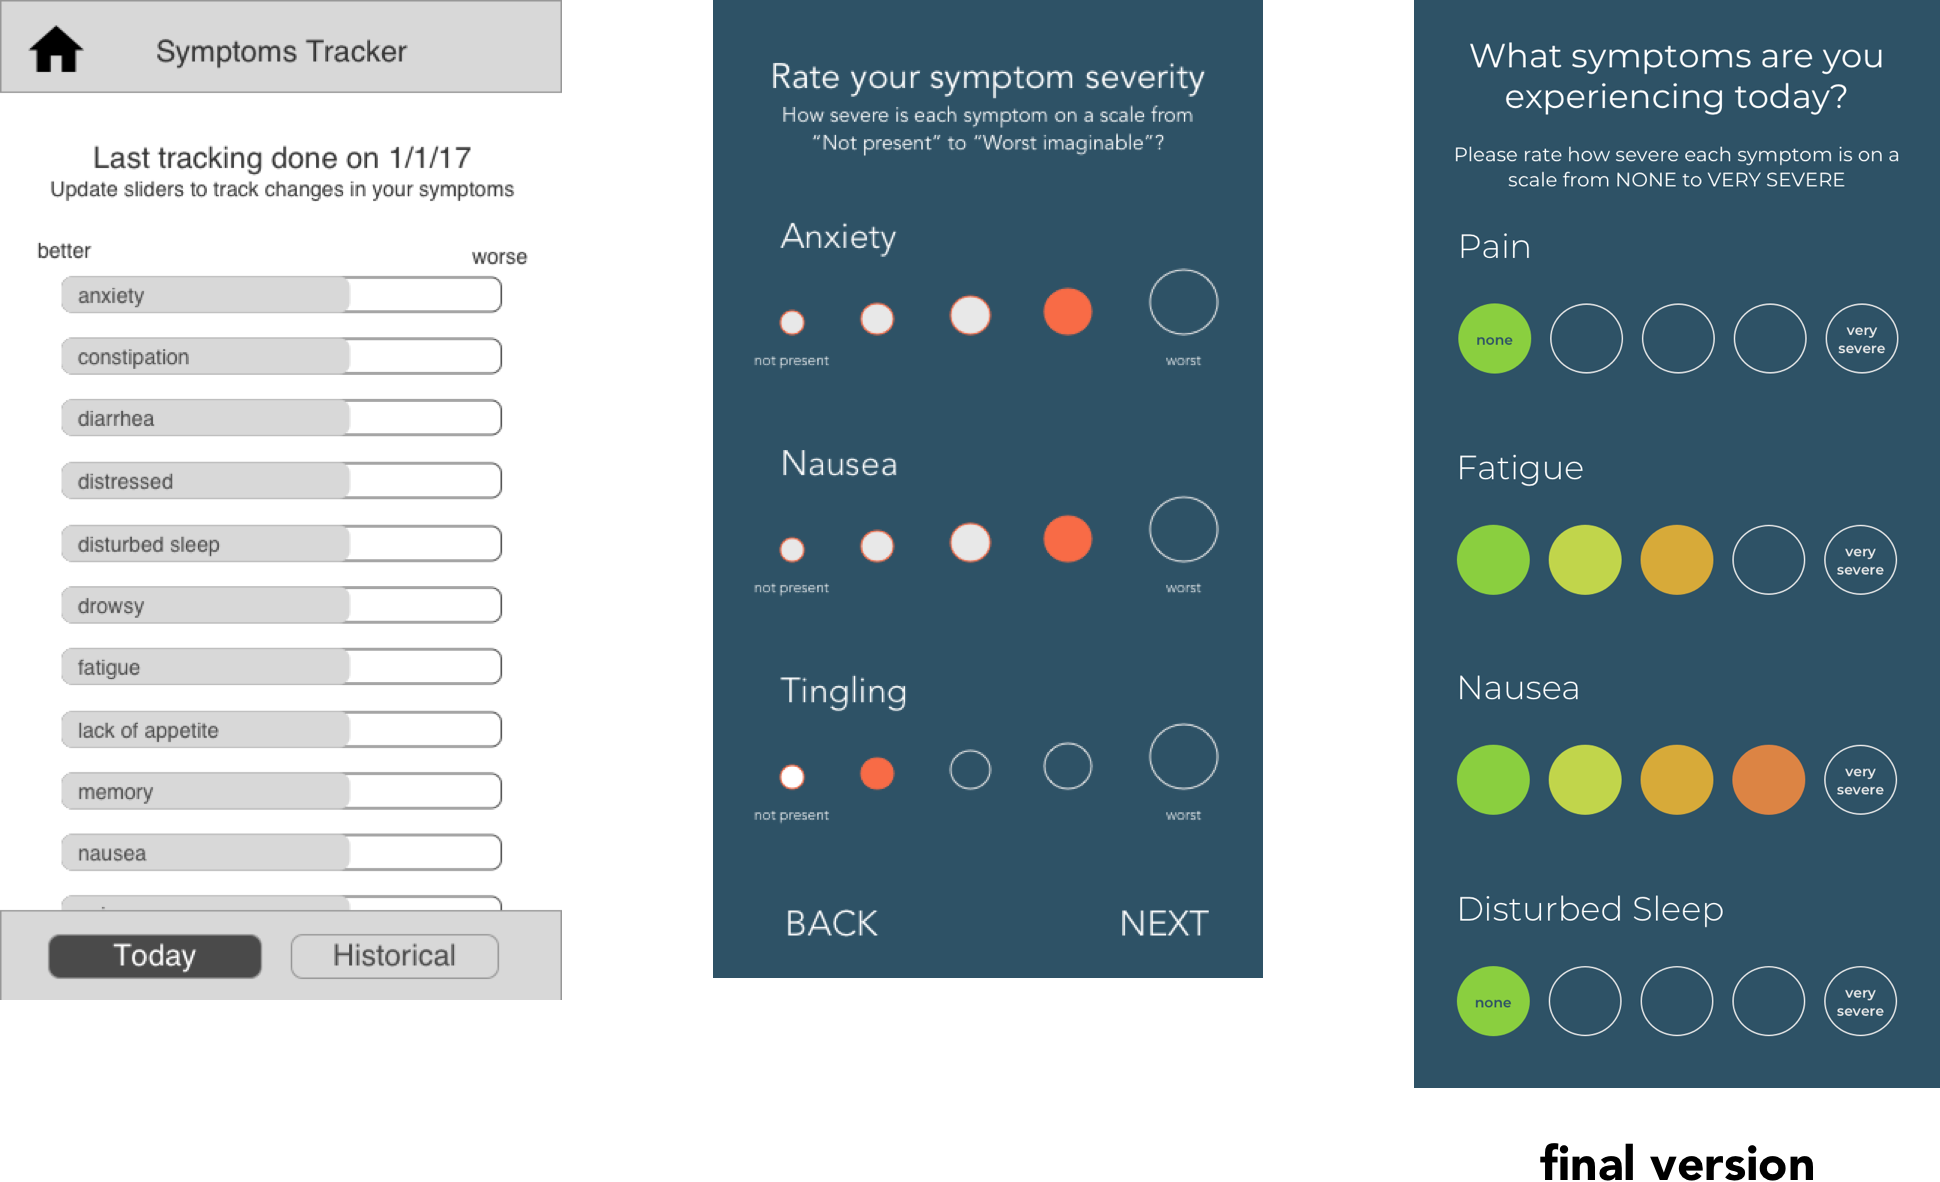 Symptoms Tracker
Last tracking done on 1/1/17
Update sliders to track changes in your symptoms
better
worse
anxiety
constipation
diarrhea
distressed
disturbed sleep
drowsy
fatigue
lack of appetite
memory
nausea
Today
Historical
Rate your symptom severity
How severe is each symptom on a scale from
“Not present” to “Worst imaginable”?
Anxiety
not present
worst
Nausea
not present
worst
Tingling
not present
worst
BACK
NEXT
What symptoms are you
experiencing today?
Please rate how severe each symptom is on a
scale from NONE to VERY SEVERE
Pain
none
very
severe
Fatigue
very
severe
Nausea
very
severe
Disturbed Sleep
none
very
severe
final version